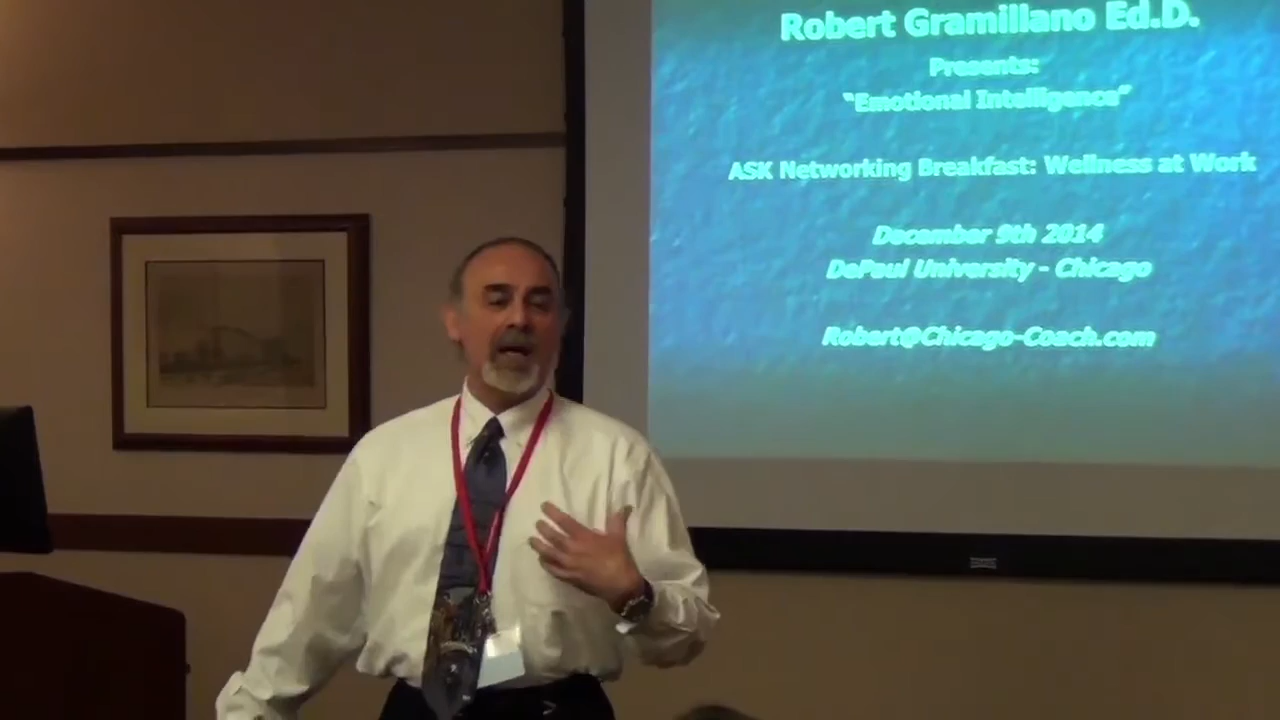 Robert Gramillano Ed.D.
Presents:
"Emotional Intelligence"
ASK Networking Breakfast: Wellness at Work
December 9th 2014
DePaul University - Chicago
Robert@Chicago-Coach.com